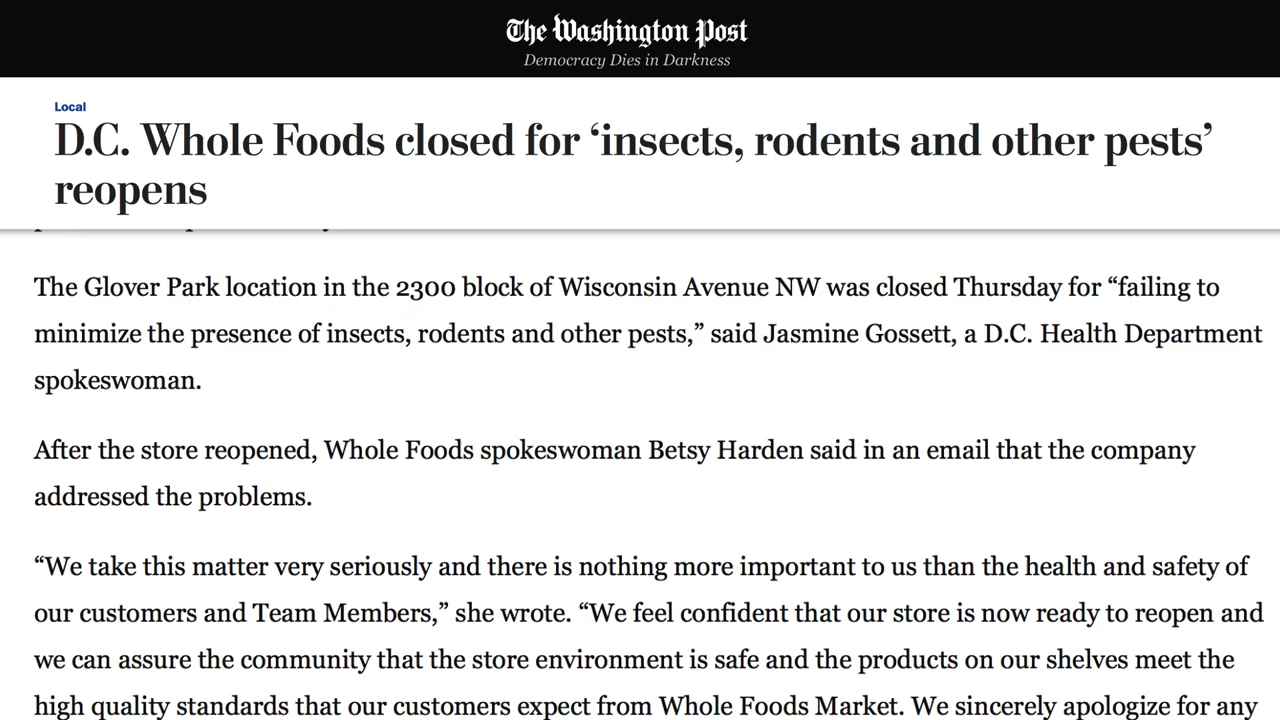 The Washington Post
Democracy Dies in Darkness
Local
D.C. Whole Foods closed for ‘insects, rodents and other pests’
reopens
The Glover Park location in the 2300 block of Wisconsin Avenue NW was closed Thursday for “failing to
minimize the presence of insects, rodents and other pests,” said Jasmine Gossett, a D.C. Health Department
spokeswoman.
After the store reopened, Whole Foods spokeswoman Betsy Harden said in an email that the company
addressed the problems.
“We take this matter very seriously and there is nothing more important to us than the health and safety of
our customers and Team Members,” she wrote. “We feel confident that our store is now ready to reopen and
we can assure the community that the store environment is safe and the products on our shelves meet the
high quality standards that our customers expect from Whole Foods Market. We sincerely apologize for any